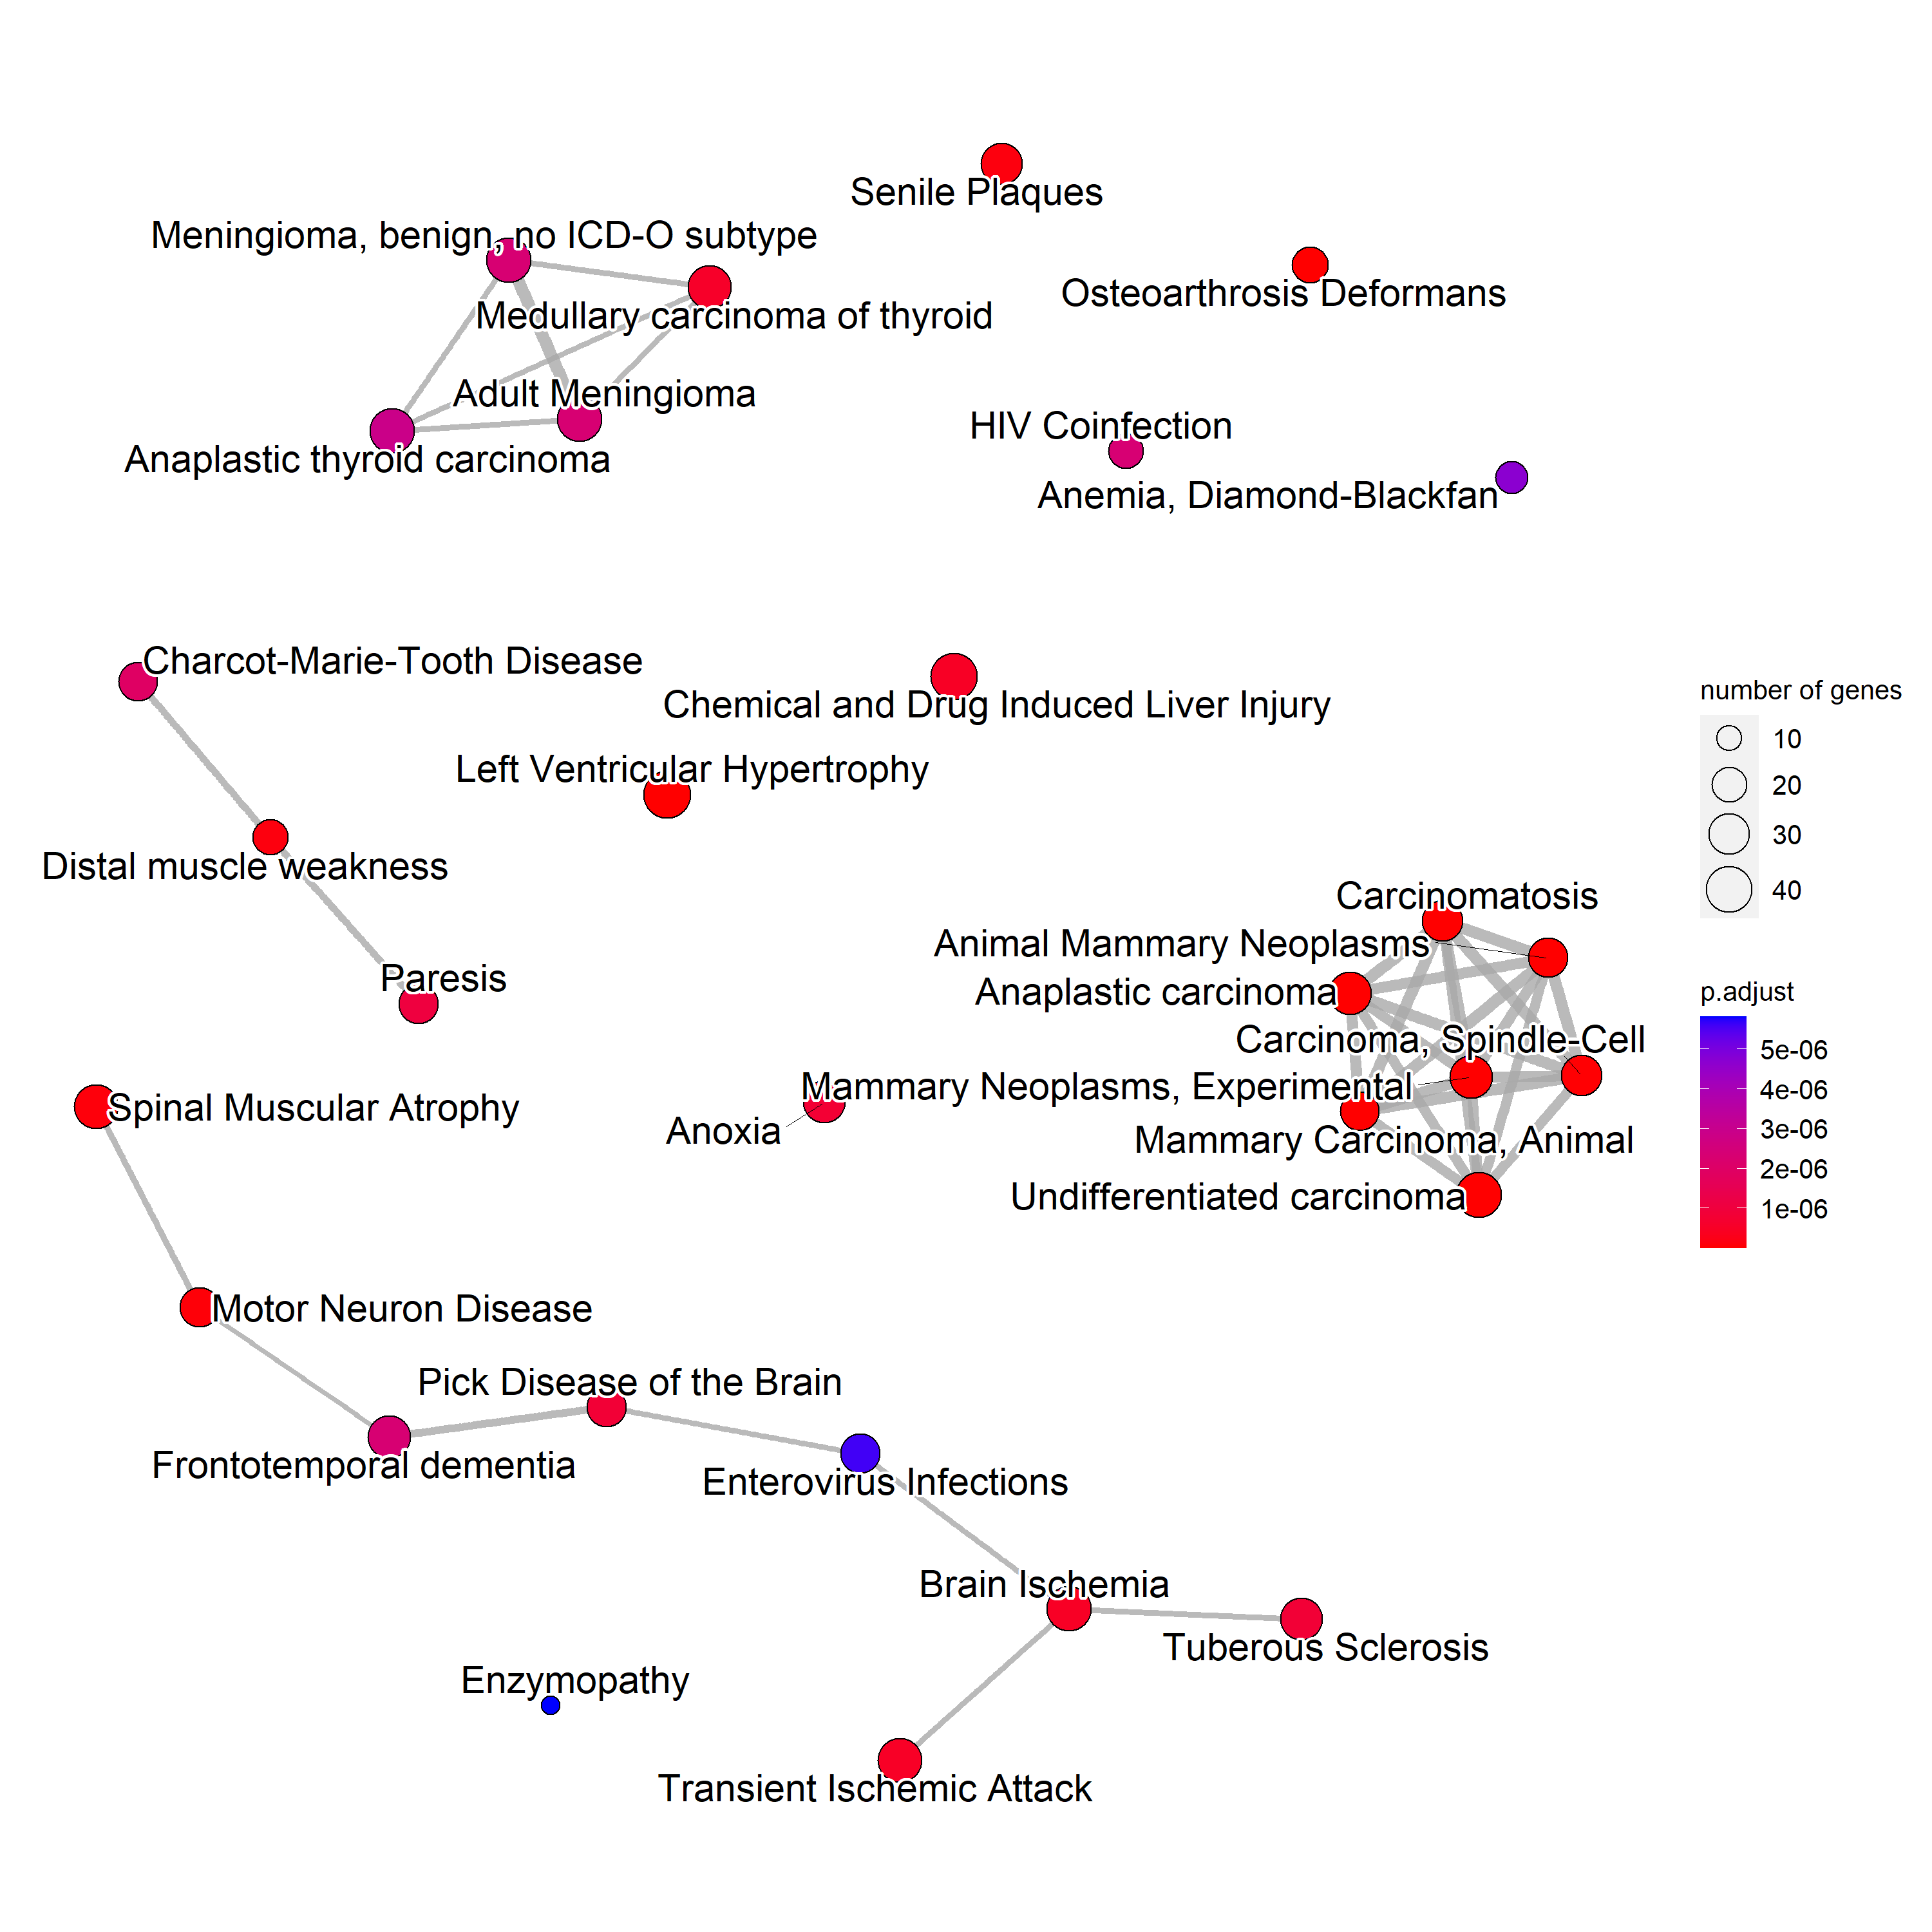 Senile Plaques
Meningioma, benign, no ICD-O subtype
Osteoarthrosis Deformans
Medullary carcinoma of thyroid
Adult Meningioma
HIV Coinfection
Anaplastic thyroid carcinoma
Anemia, Diamond-Blackfan
Charcot-Marie-Tooth Disease
Chemical and Drug Induced Liver Injury
Left Ventricular Hypertrophy
Distal muscle weakness
Paresis
Carcinomatosis
Animal Mammary Neoplasms
Anaplastic carcinoma
Carcinoma, Spindle-Cell
Mammary Neoplasms, Experimental
Spinal Muscular Atrophy
Anoxia
Mammary Carcinoma, Animal
Undifferentiated carcinoma
Motor Neuron Disease
Pick Disease of the Brain
Frontotemporal dementia
Enterovirus Infections
Brain Ischemia
Tuberous Sclerosis
Enzymopathy
Transient Ischemic Attack
number of genes
10
20
30
40
p.adjust
5e-06
4e-06
3e-06
2e-06
1e-06